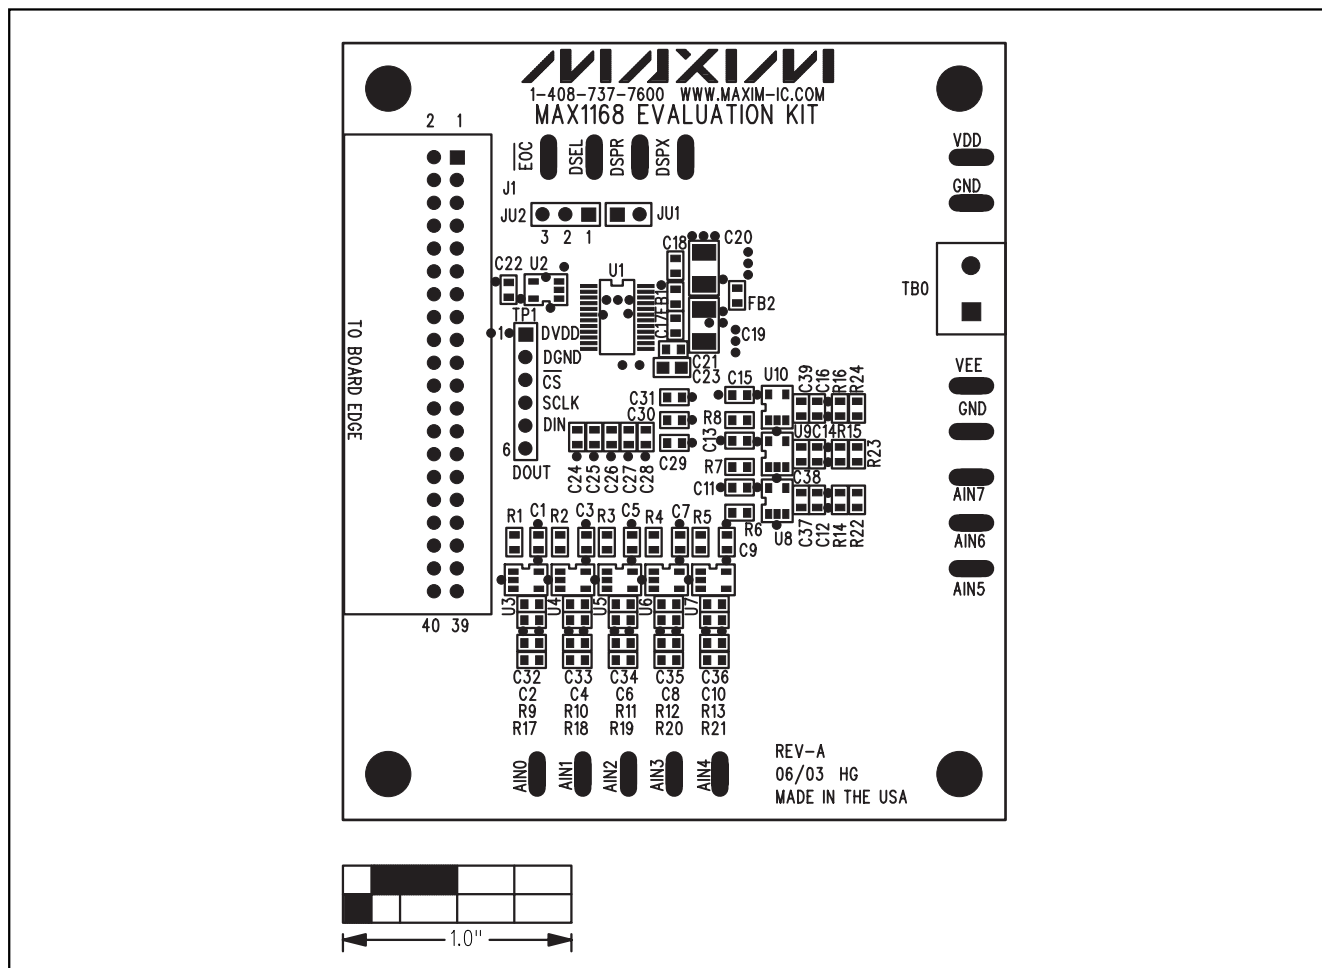 MAXIM
1-408-737-7600 WWW.MAXIM-IC.COM
MAX1168 EVALUATION KIT
2 1
EOC
DSEL
DSPR
DSPX
VDD
GND
J1
JU2
JU1
3 2 1
C18
C20
C22
U2
U1
FB1
FB2
TB0
C17
C19
TP1
1
DVDD
DGND
CS
SCLK
DIN
6
DOUT
TO BOARD EDGE
C21
C23
C15
U10
C39
C16
R16
R24
VEE
GND
C31
C30
C29
R8
C13
U9
C14
R15
R23
R7
C38
C11
C24
C25
C26
C27
C28
R6
U8
C37
C12
R14
R22
AIN7
AIN6
AIN5
R1 C1 R2 C3 R3 C5 R4 C7 R5
C9
U3
U4
U5
U6
U7
40 39
C32 C33 C34 C35 C36
C2 C4 C6 C8 C10
R9 R10 R11 R12 R13
R17 R18 R19 R20 R21
AIN0
AIN1
AIN2
AIN3
AIN4
REV-A
06/03 HG
MADE IN THE USA
1.0"